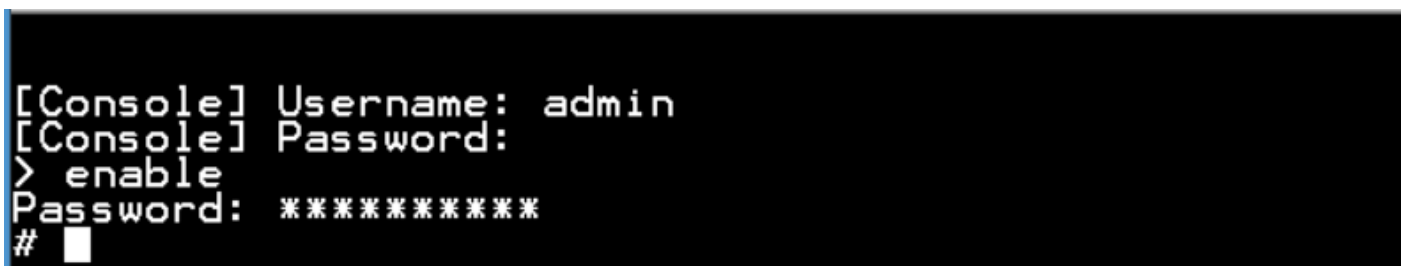 [Console] Username: admin
[Console] Password:
> enable
Password: **********
#